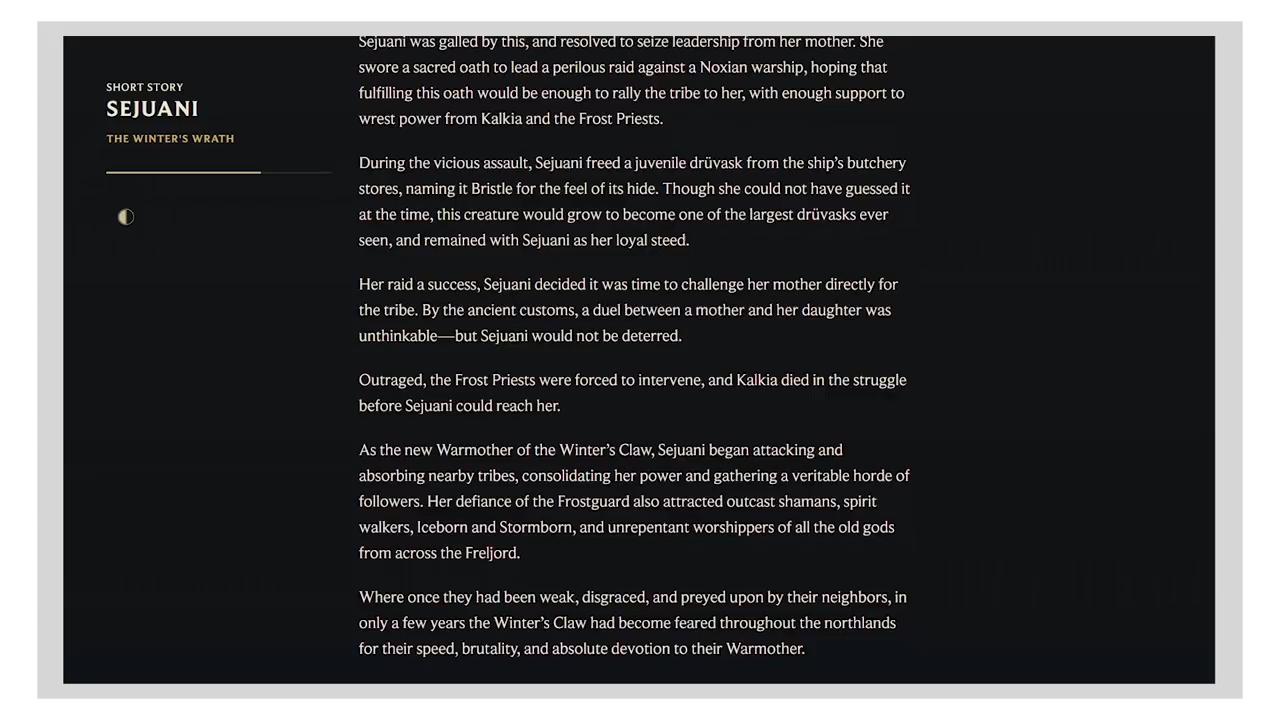 SHORT STORY
SEJUANI
THE WINTER'S WRATH
Sejuani was galled by this, and resolved to seize leadership from her mother. She
swore a sacred oath to lead a perilous raid against a Noxian warship, hoping that
fulfilling this oath would be enough to rally the tribe to her, with enough support to
wrest power from Kalkia and the Frost Priests.
During the vicious assault, Sejuani freed a juvenile drüvask from the ship’s butchery
stores, naming it Bristle for the feel of its hide. Though she could not have guessed it
at the time, this creature would grow to become one of the largest drüvasks ever
seen, and remained with Sejuani as her loyal steed.
Her raid a success, Sejuani decided it was time to challenge her mother directly for
the tribe. By the ancient customs, a duel between a mother and her daughter was
unthinkable—but Sejuani would not be deterred.
Outraged, the Frost Priests were forced to intervene, and Kalkia died in the struggle
before Sejuani could reach her.
As the new Warmother of the Winter’s Claw, Sejuani began attacking and
absorbing nearby tribes, consolidating her power and gathering a veritable horde of
followers. Her defiance of the Frostguard also attracted outcast shamans, spirit
walkers, Iceborn and Stormborn, and unrepentant worshippers of all the old gods
from across the Freljord.
Where once they had been weak, disgraced, and preyed upon by their neighbors, in
only a few years the Winter’s Claw had become feared throughout the northlands
for their speed, brutality, and absolute devotion to their Warmother.